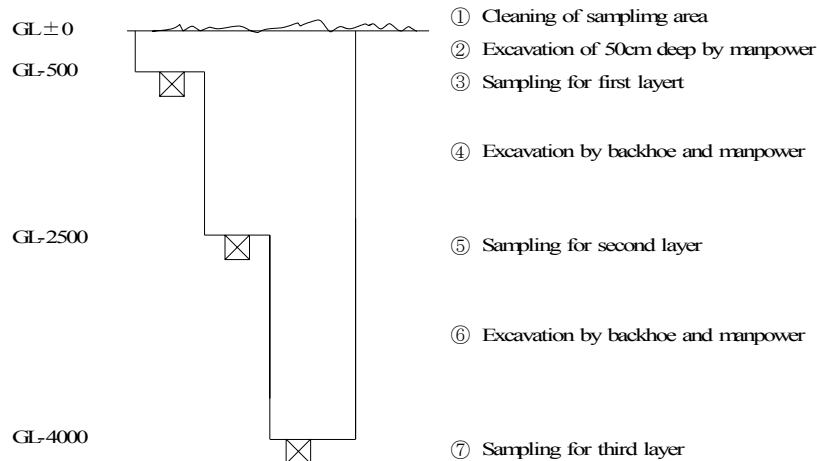 GL±0
① Cleaning of samplimg area
② Excavation of 50cm deep by manpower
GL-500
③ Sampling for first layert
④ Excavation by backhoe and manpower
GL-2500
⑤ Sampling for second layer
⑥ Excavation by backhoe and manpower
GL-4000
⑦ Sampling for third layer